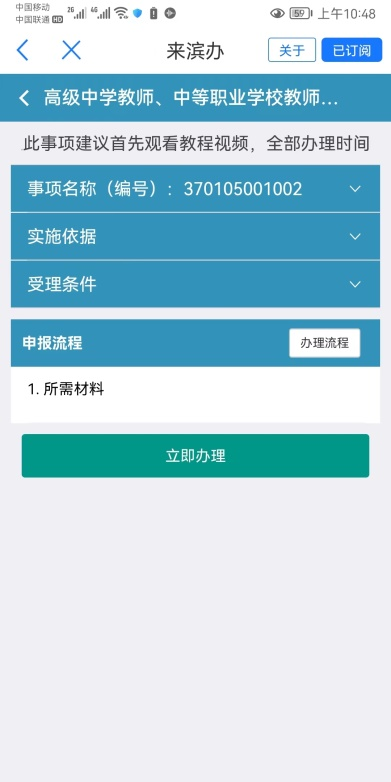 中国移动
中国联通 HD
2G 4G 59 上午10:48
来滨办
关于
已订阅
高级中学教师、中等职业学校教师...
此事项建议首先观看教程视频，全部办理时间
事项名称（编号）：370105001002
实施依据
受理条件
申报流程
办理流程
1. 所需材料
立即办理